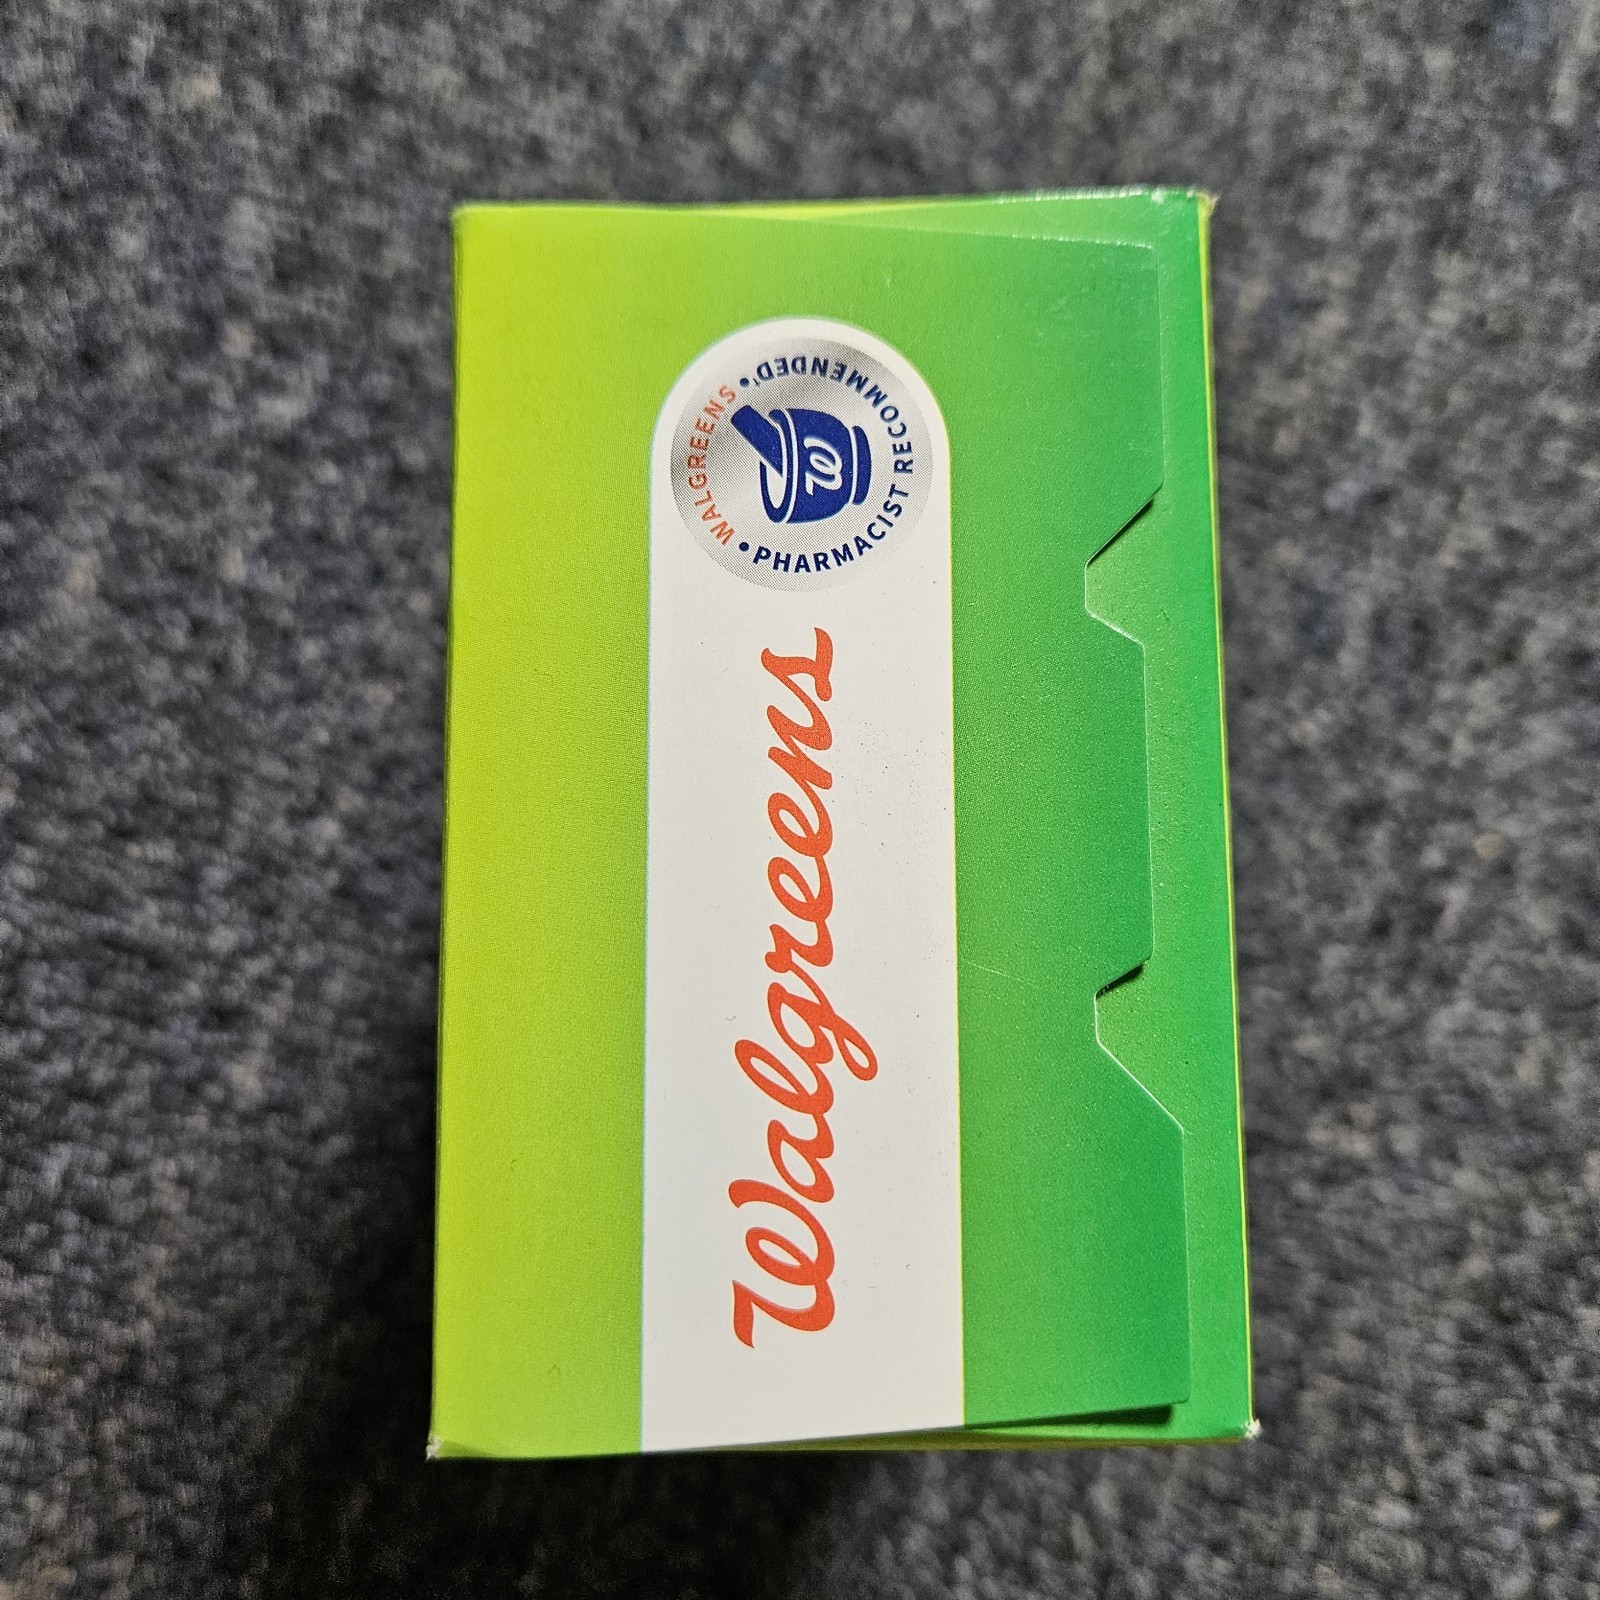 Walgreens
WALGREENS • PHARMACIST RECOMMENDED† •
W